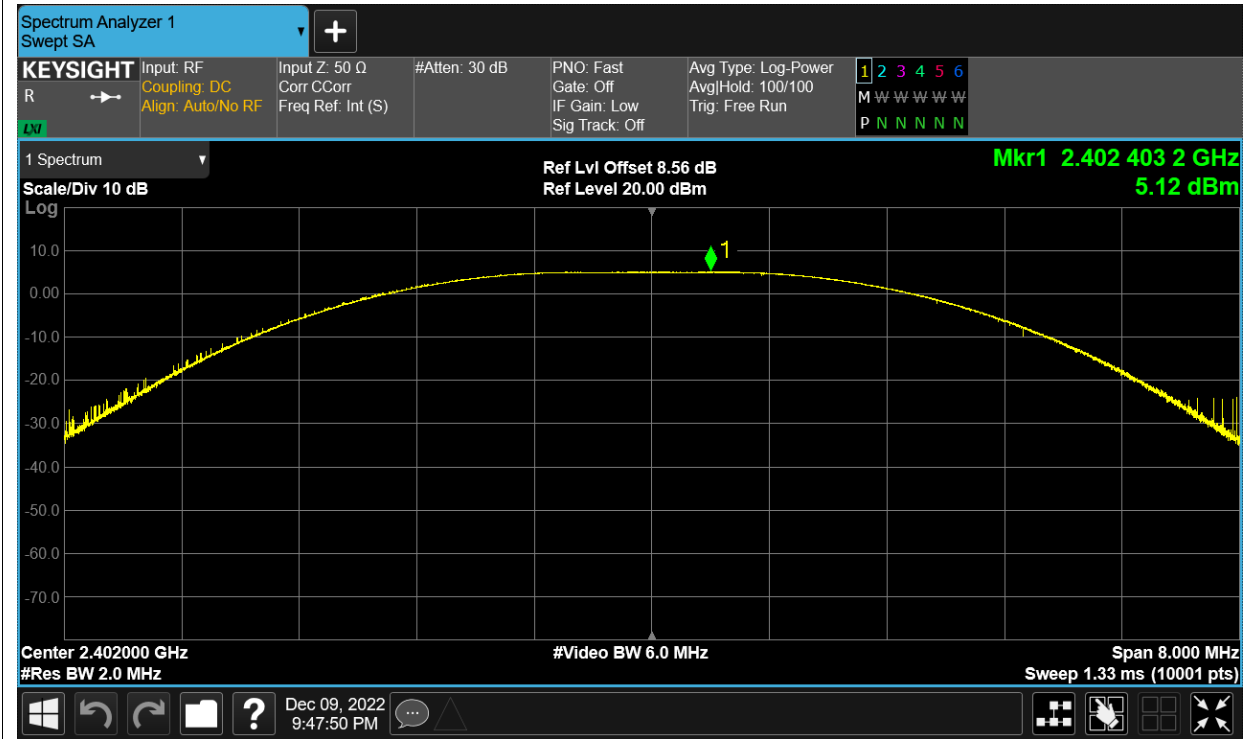 Spectrum Analyzer 1
Swept SA
KEYSIGHT
R
LXI
Input: RF
Coupling: DC
Align: Auto/No RF
Input Z: 50 Ω
Corr CCorr
Freq Ref: Int (S)
#Atten: 30 dB
PNO: Fast
Gate: Off
IF Gain: Low
Sig Track: Off
Avg Type: Log-Power
Avg|Hold: 100/100
Trig: Free Run
1 2 3 4 5 6
M W W W W W
P N N N N N
1 Spectrum
Scale/Div 10 dB
Log
Ref Lvl Offset 8.56 dB
Ref Level 20.00 dBm
Mkr1 2.402 403 2 GHz
5.12 dBm
1
10.0
0.00
-10.0
-20.0
-30.0
-40.0
-50.0
-60.0
-70.0
Center 2.402000 GHz
#Res BW 2.0 MHz
#Video BW 6.0 MHz
Span 8.000 MHz
Sweep 1.33 ms (10001 pts)
?
Dec 09, 2022
9:47:50 PM